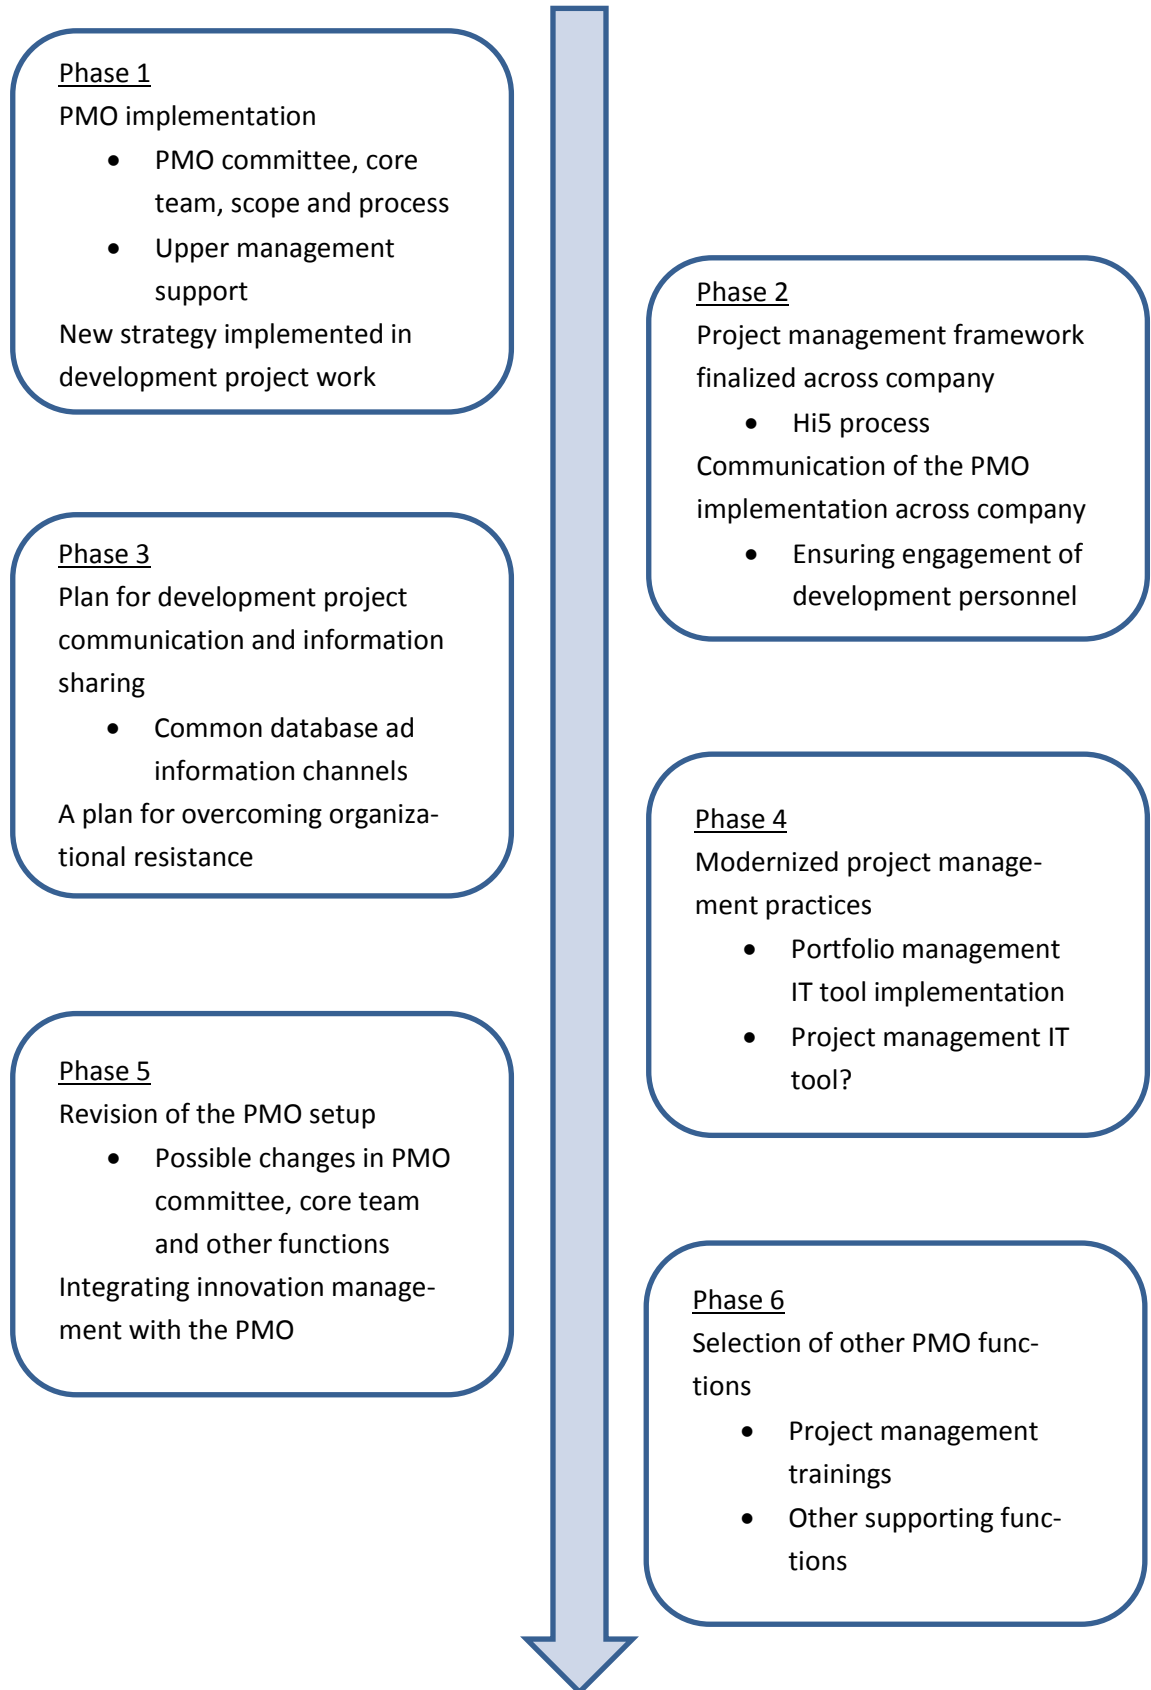 Phase 1
PMO implementation
• PMO committee, core
team, scope and process
• Upper management
support
New strategy implemented in
development project work
Phase 2
Project management framework
finalized across company
• Hi5 process
Communication of the PMO
implementation across company
• Ensuring engagement of
development personnel
Phase 3
Plan for development project
communication and information
sharing
• Common database ad
information channels
A plan for overcoming organiza-
tional resistance
Phase 4
Modernized project manage-
ment practices
• Portfolio management
IT tool implementation
• Project management IT
tool?
Phase 5
Revision of the PMO setup
• Possible changes in PMO
committee, core team
and other functions
Integrating innovation manage-
ment with the PMO
Phase 6
Selection of other PMO func-
tions
• Project management
trainings
• Other supporting func-
tions